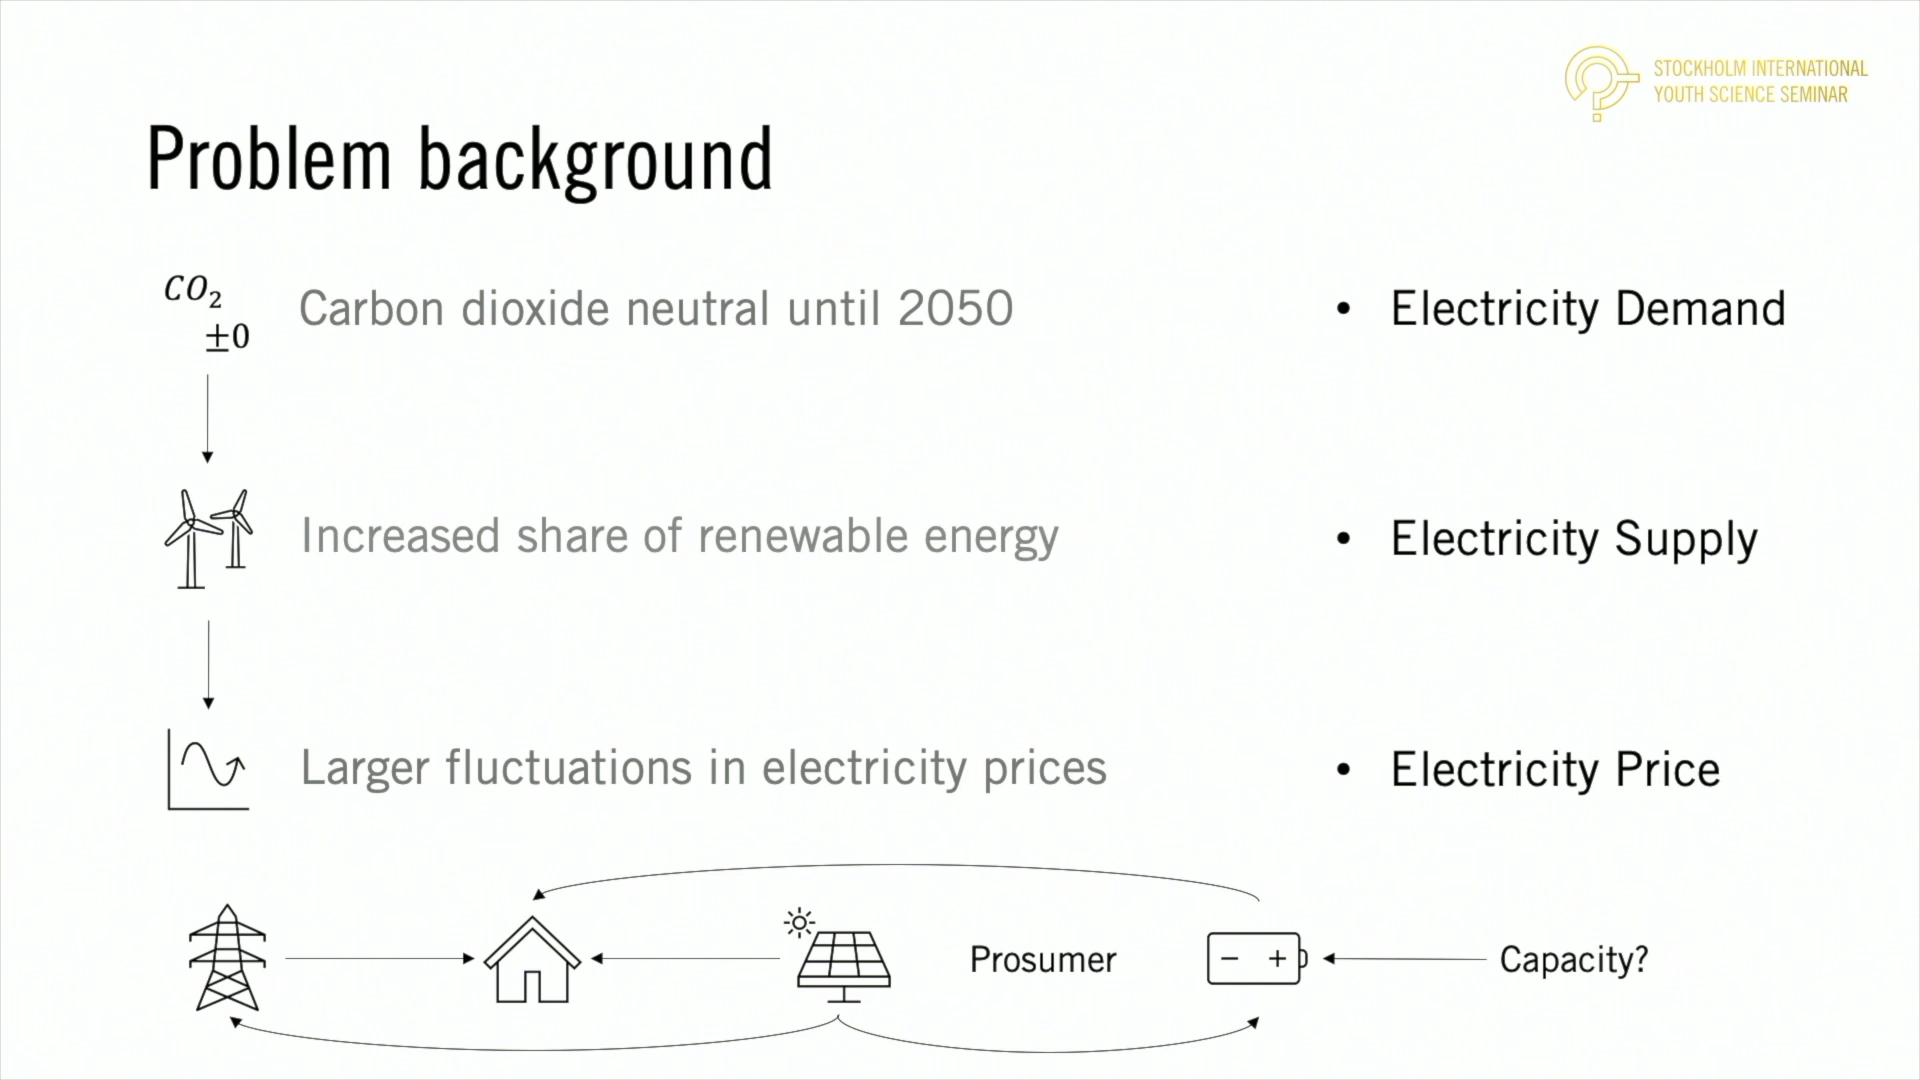 STOCKHOLM INTERNATIONAL
YOUTH SCIENCE SEMINAR
Problem background
CO₂
±0
Carbon dioxide neutral until 2050
• Electricity Demand
Increased share of renewable energy
• Electricity Supply
Larger fluctuations in electricity prices
• Electricity Price
Prosumer
− +
Capacity?